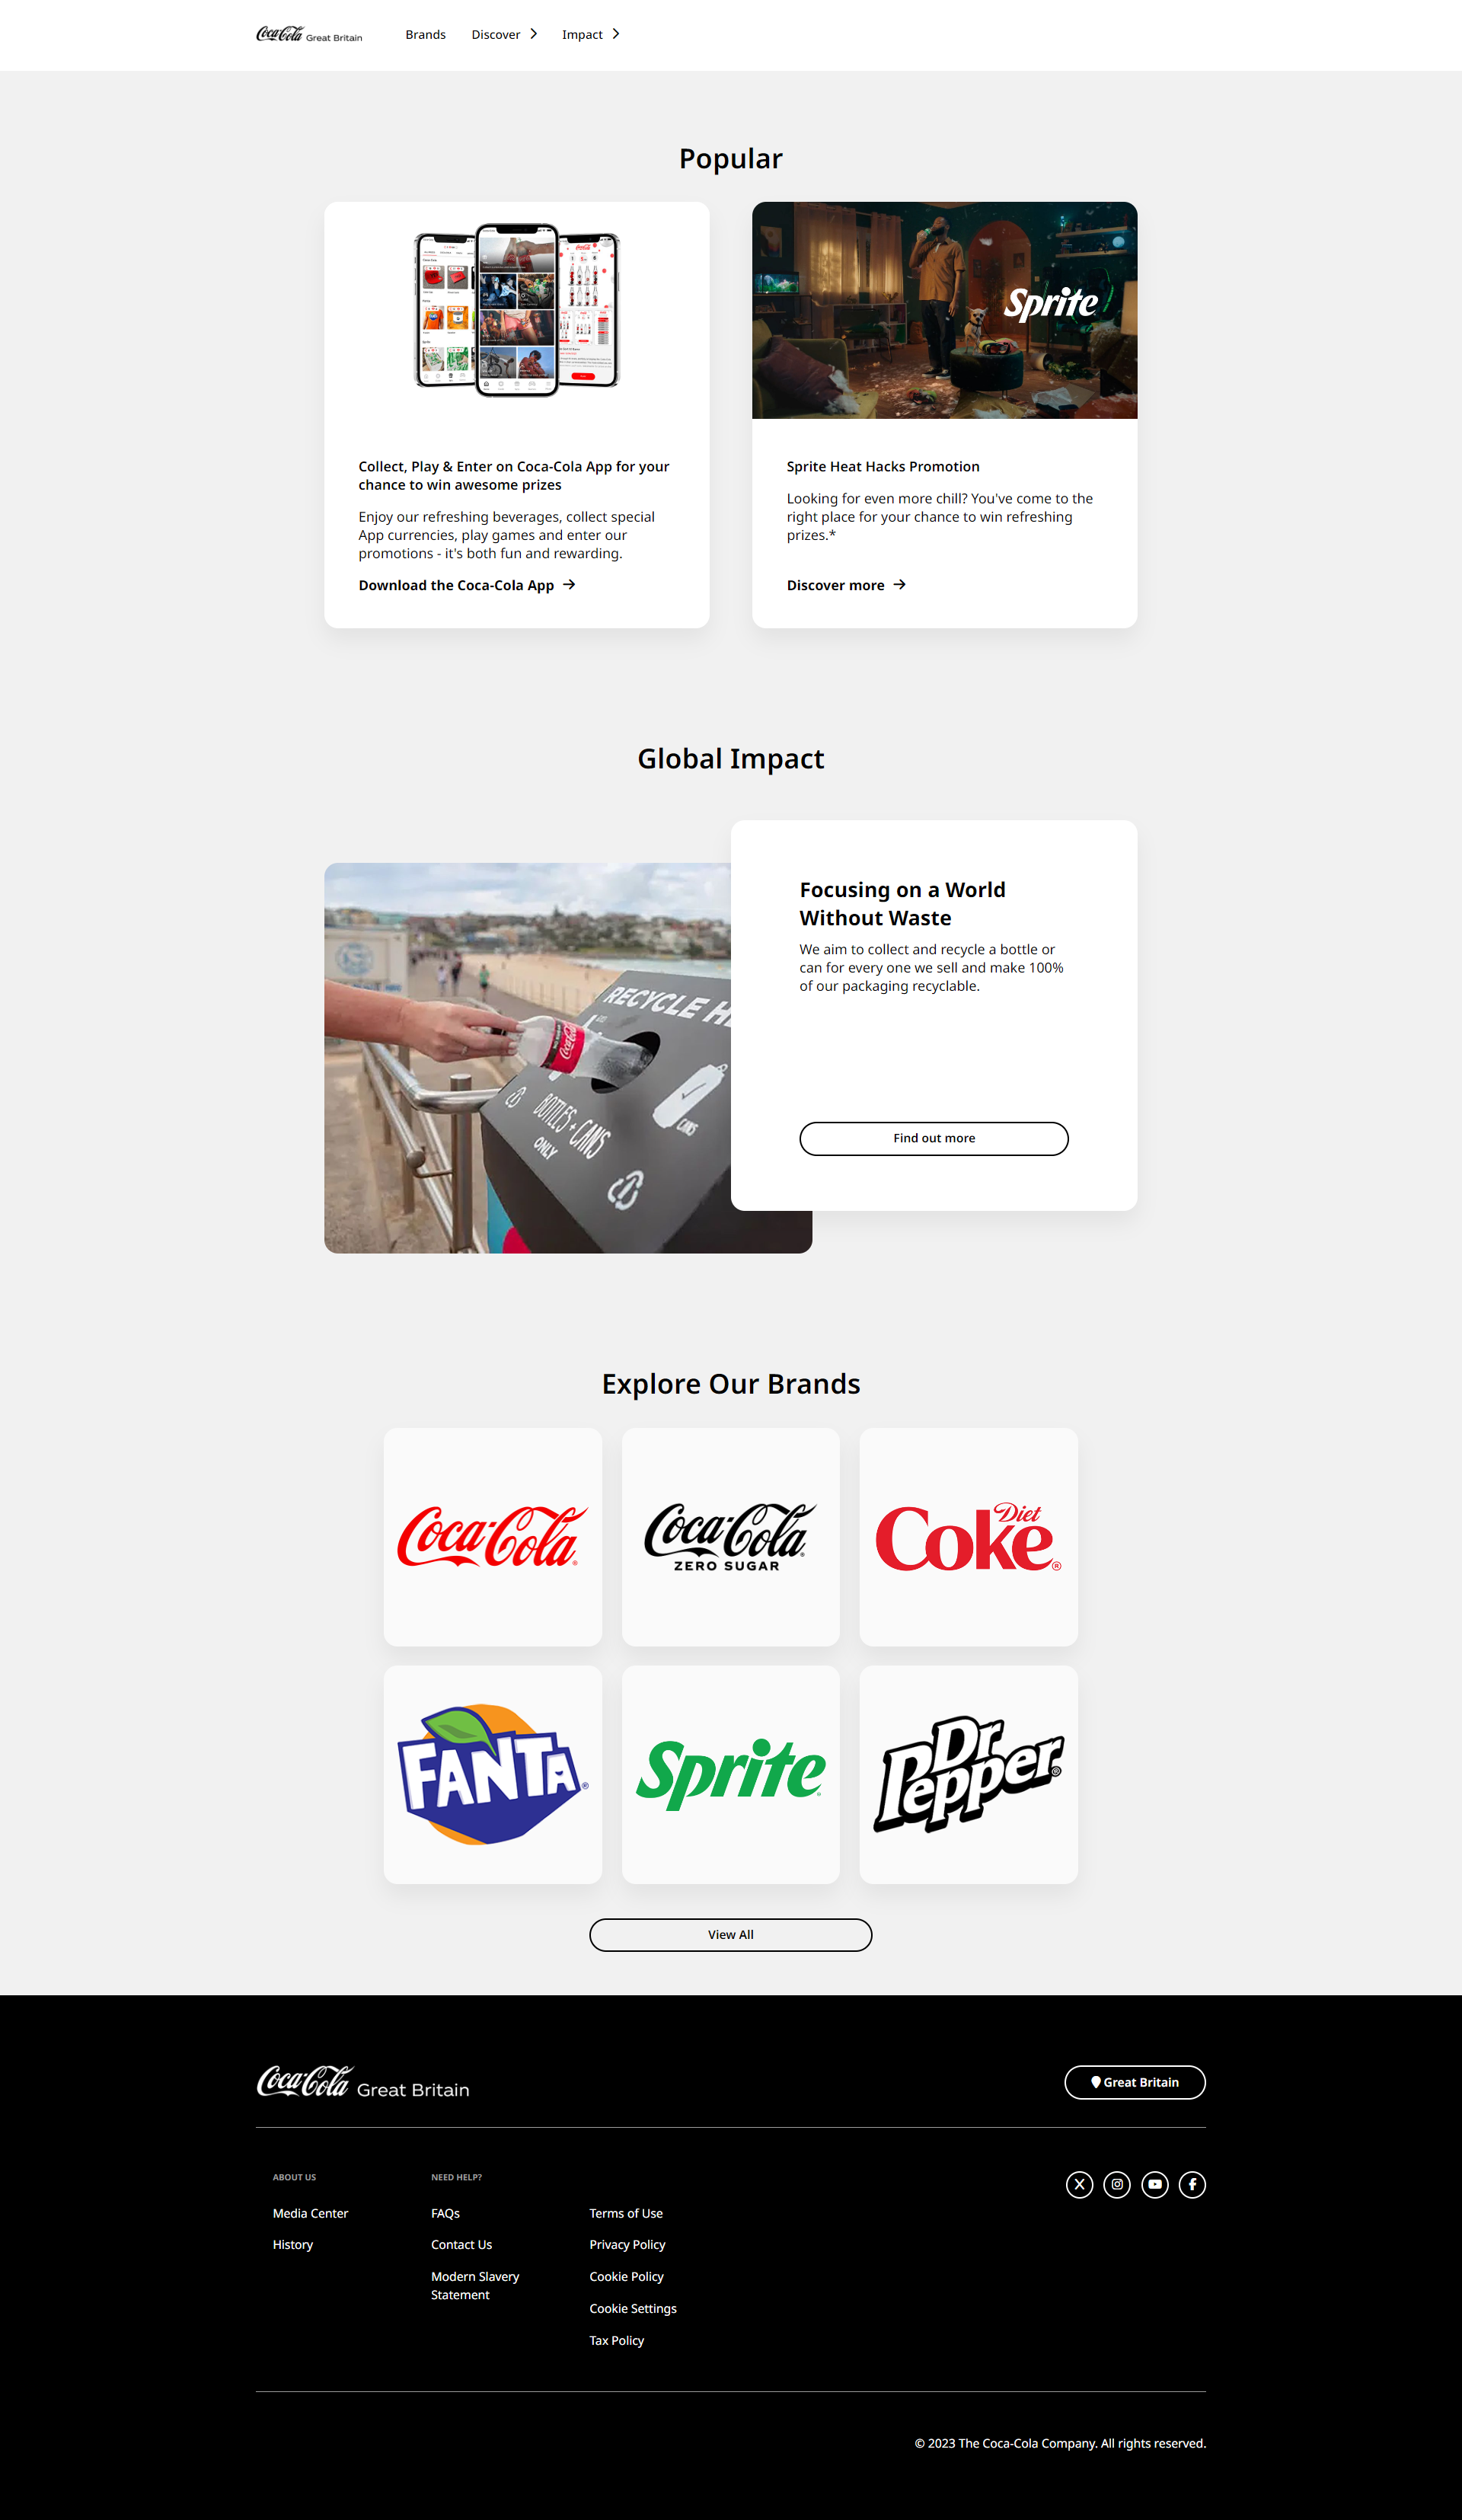 Coca-Cola Great Britain
Brands
Discover
Impact
Popular
Sprite
Collect, Play & Enter on Coca-Cola App for your
chance to win awesome prizes
Enjoy our refreshing beverages, collect special
App currencies, play games and enter our
promotions - it's both fun and rewarding.
Download the Coca-Cola App
Sprite Heat Hacks Promotion
Looking for even more chill? You've come to the
right place for your chance to win refreshing
prizes.*
Discover more
Global Impact
RECYCLE H
Coca-Cola
BOTTLES + CANS
ONLY
CANS
Focusing on a World
Without Waste
We aim to collect and recycle a bottle or
can for every one we sell and make 100%
of our packaging recyclable.
Find out more
Explore Our Brands
Coca-Cola®
Coca-Cola®
ZERO SUGAR
Diet
Coke®
FANTA®
Sprite®
Dr
Pepper®
View All
Coca-Cola Great Britain
Great Britain
ABOUT US
Media Center
History
NEED HELP?
FAQs
Contact Us
Modern Slavery
Statement
Terms of Use
Privacy Policy
Cookie Policy
Cookie Settings
Tax Policy
© 2023 The Coca-Cola Company. All rights reserved.